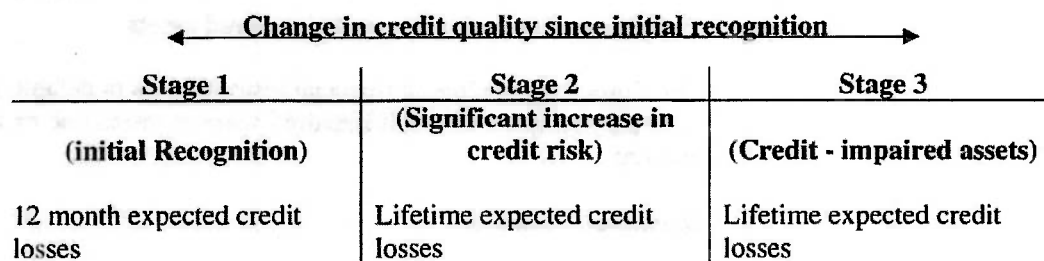 Change in credit quality since initial recognition
Stage 1 Stage 2 Stage 3
(initial Recognition) (Significant increase in credit risk) (Credit - impaired assets)
12 month expected credit losses Lifetime expected credit losses Lifetime expected credit losses